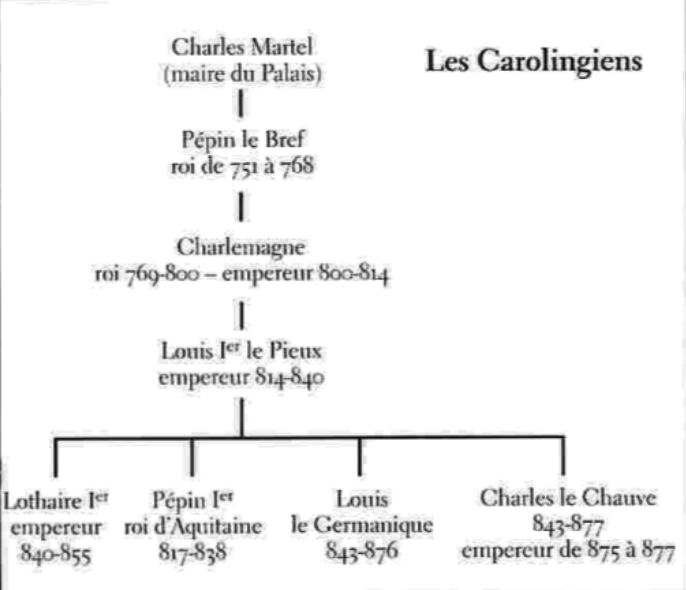 Les Carolingiens
Charles Martel
(maire du Palais)
Pépin le Bref
roi de 751 à 768
Charlemagne
roi 769-800 – empereur 800-814
Louis Ier le Pieux
empereur 814-840
Lothaire Ier
empereur
840-855
Pépin Ier
roi d'Aquitaine
817-838
Louis
le Germanique
843-876
Charles le Chauve
843-877
empereur de 875 à 877